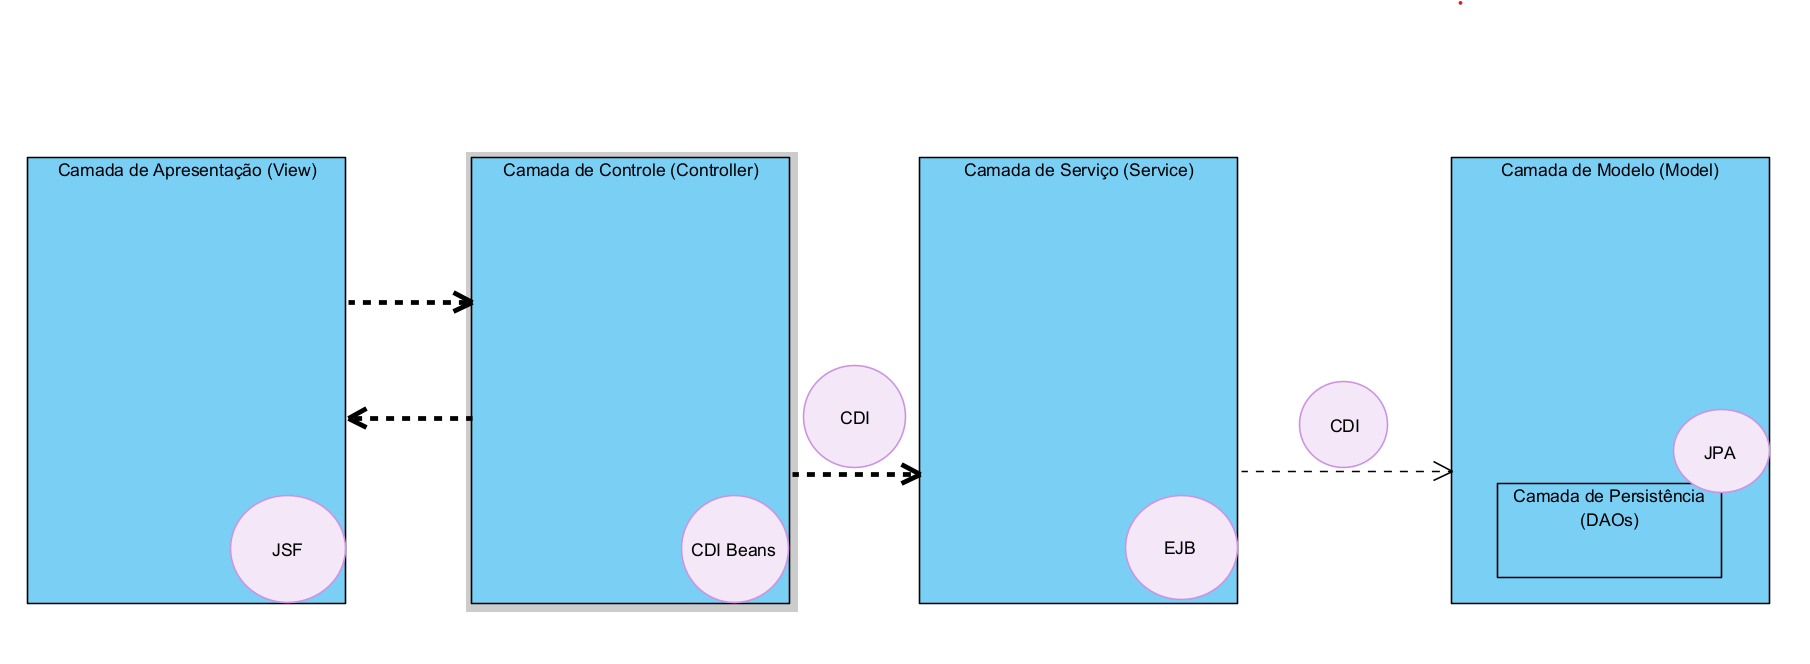 Camada de Apresentação (View)
Camada de Controle (Controller)
Camada de Serviço (Service)
Camada de Modelo (Model)
CDI
CDI
JPA
Camada de Persistência
(DAOs)
JSF
CDI Beans
EJB